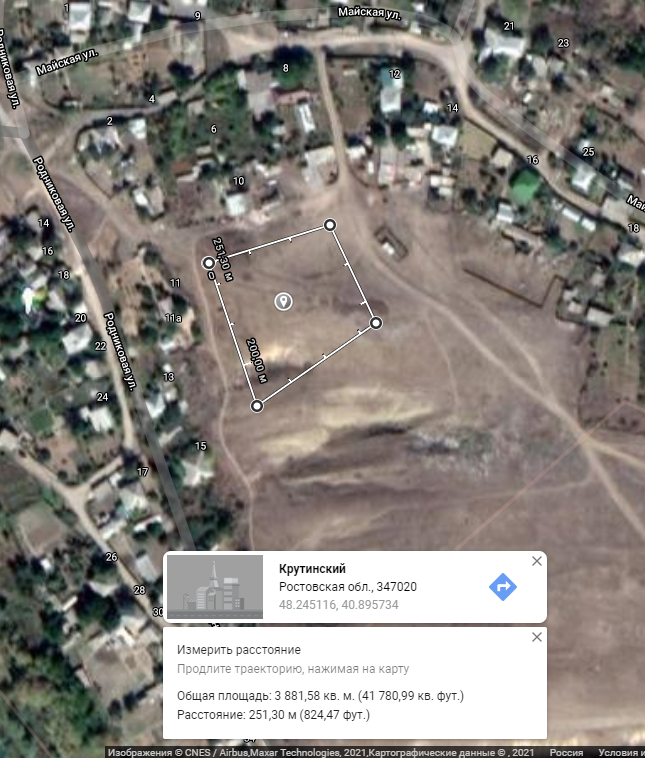 1
9
Майская ул.
21
23
Майская ул.
Родниковая ул.
8
12
4
14
2
6
25
16
10
Родниковая ул.
Май
14
18
16
251,30 м
0
18
11
20
11а
Родниковая ул.
22
200,00 м
13
24
15
17
26
28
30
Крутинский
Ростовская обл., 347020
48.245116, 40.895734
Измерить расстояние
Продлите траекторию, нажимая на карту
Общая площадь: 3 881,58 кв. м. (41 780,99 кв. фут.)
Расстояние: 251,30 м (824,47 фут.)
Изображения © CNES / Airbus,Maxar Technologies, 2021,Картографические данные © , 2021 Россия Условия и